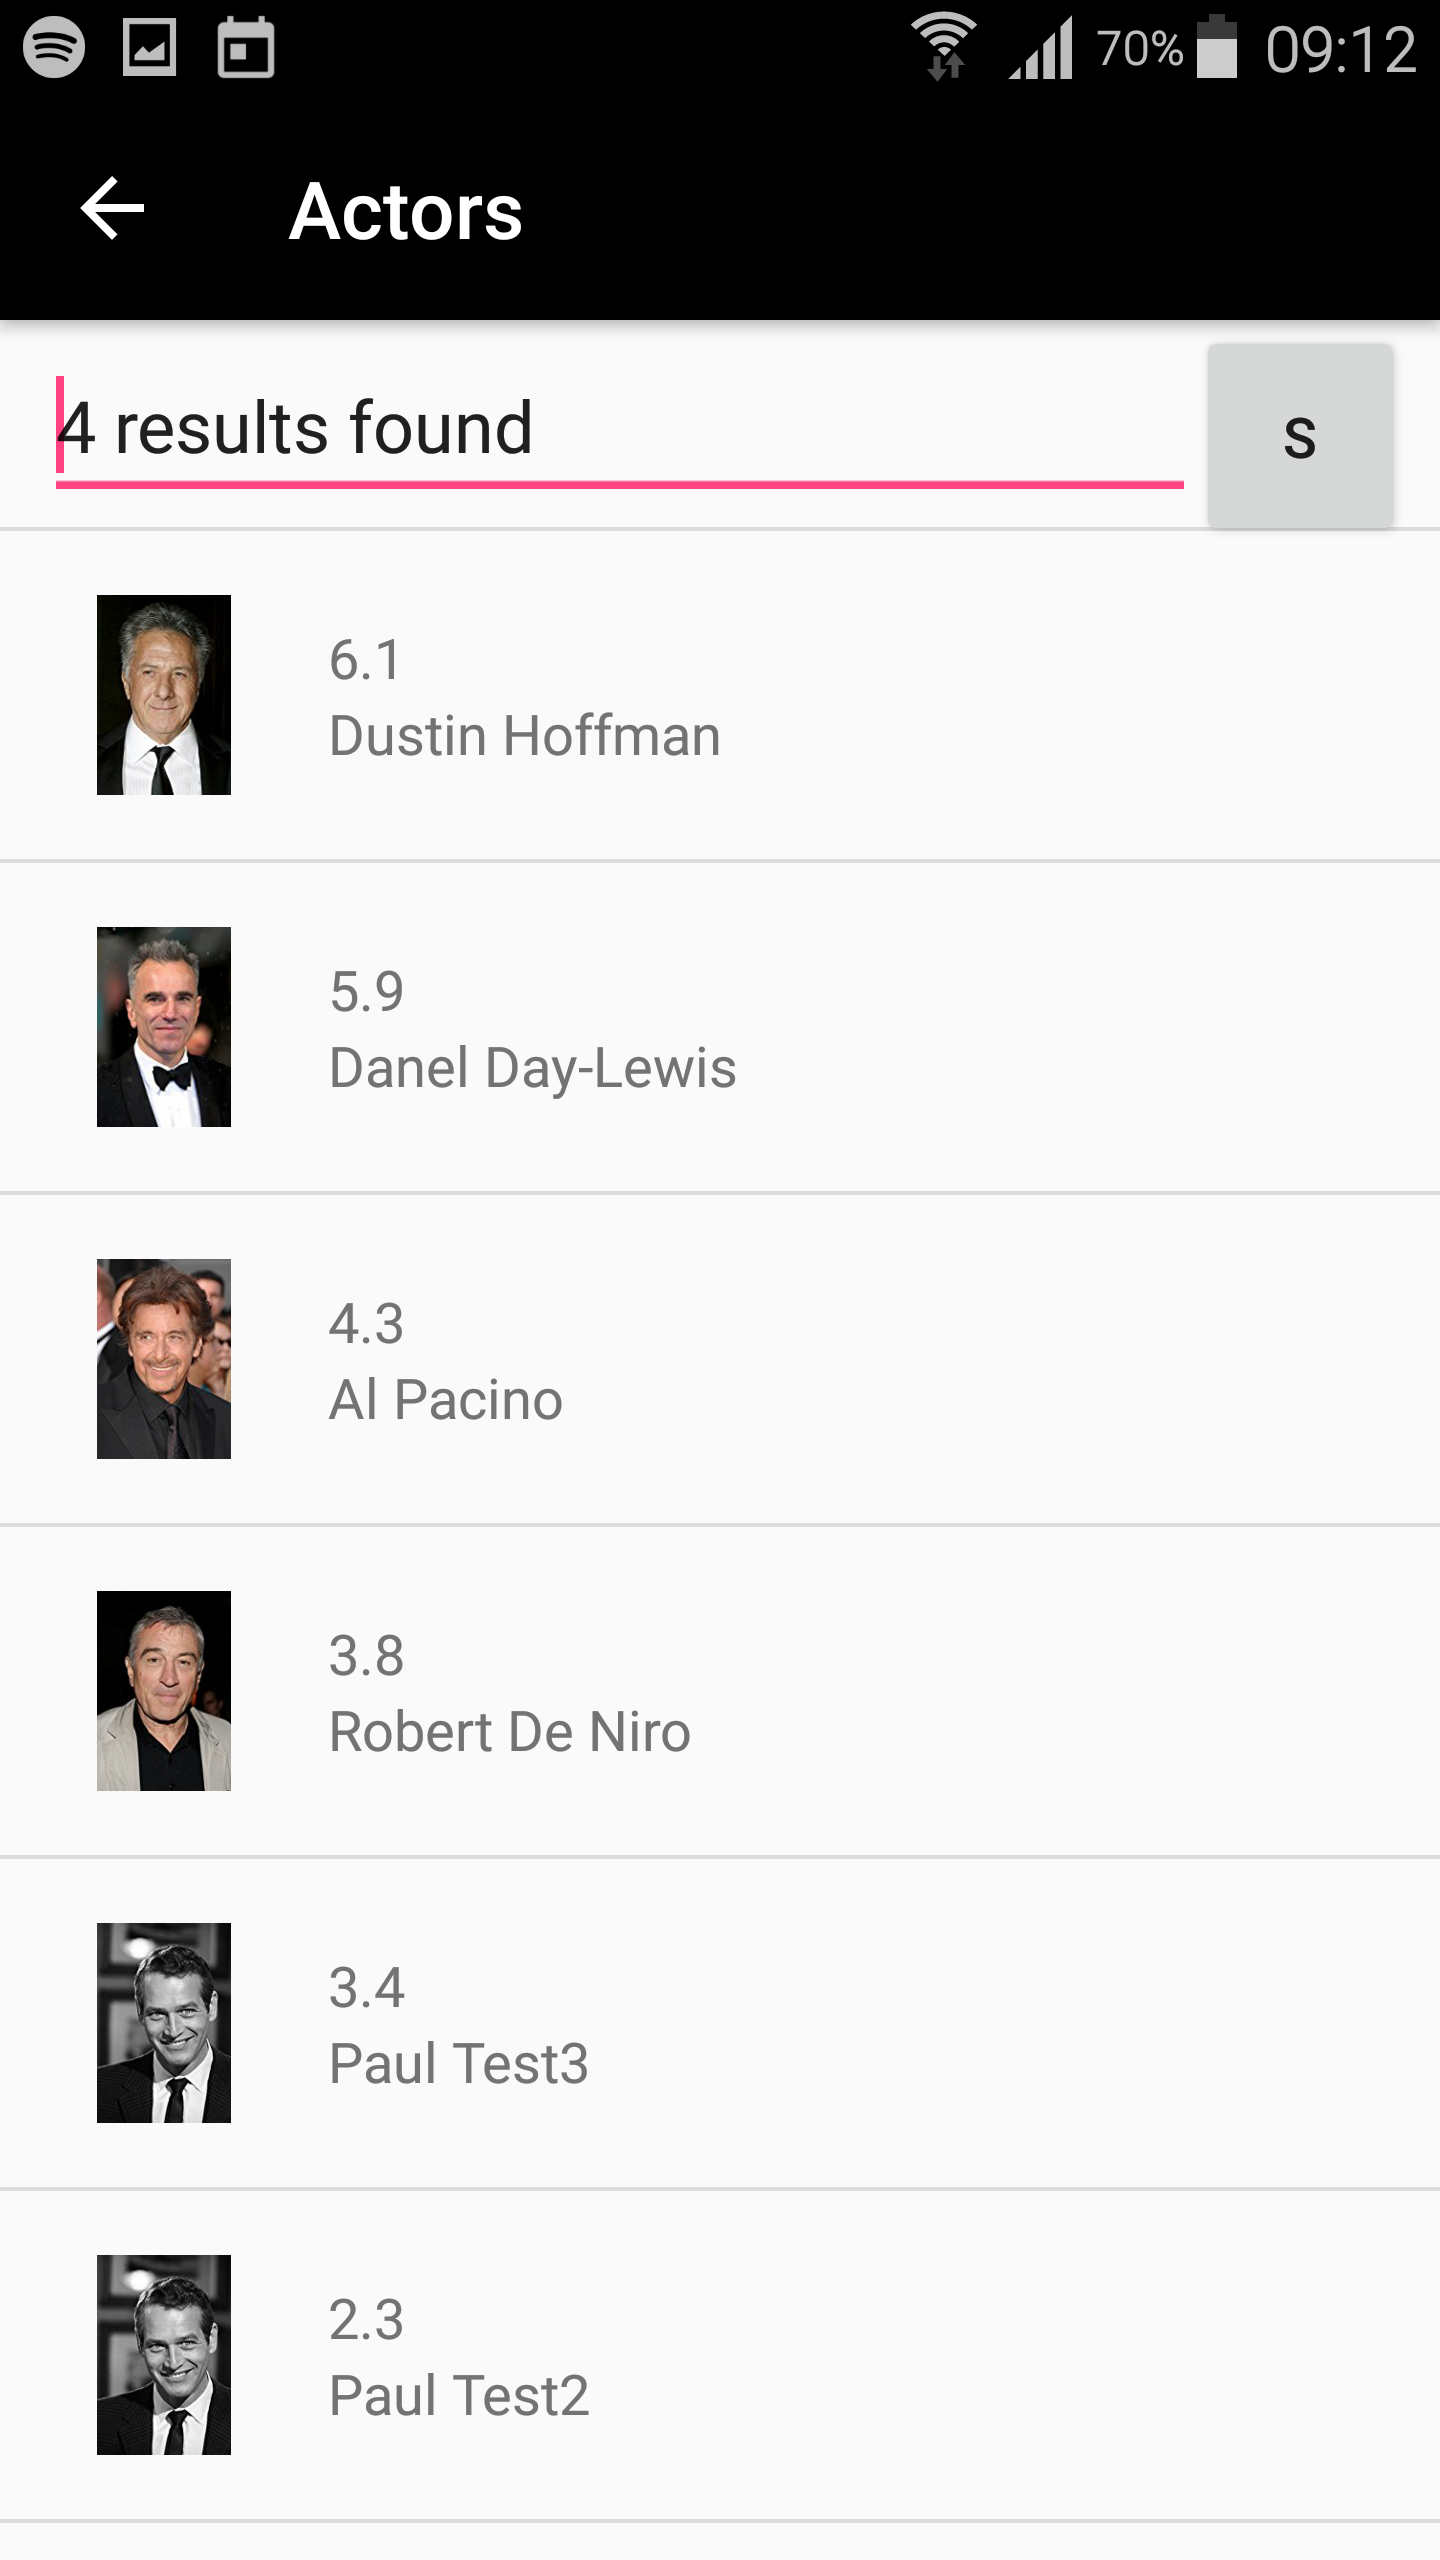 70% 09:12
Actors
4 results found
S
6.1
Dustin Hoffman
5.9
Danel Day-Lewis
4.3
Al Pacino
3.8
Robert De Niro
3.4
Paul Test3
2.3
Paul Test2